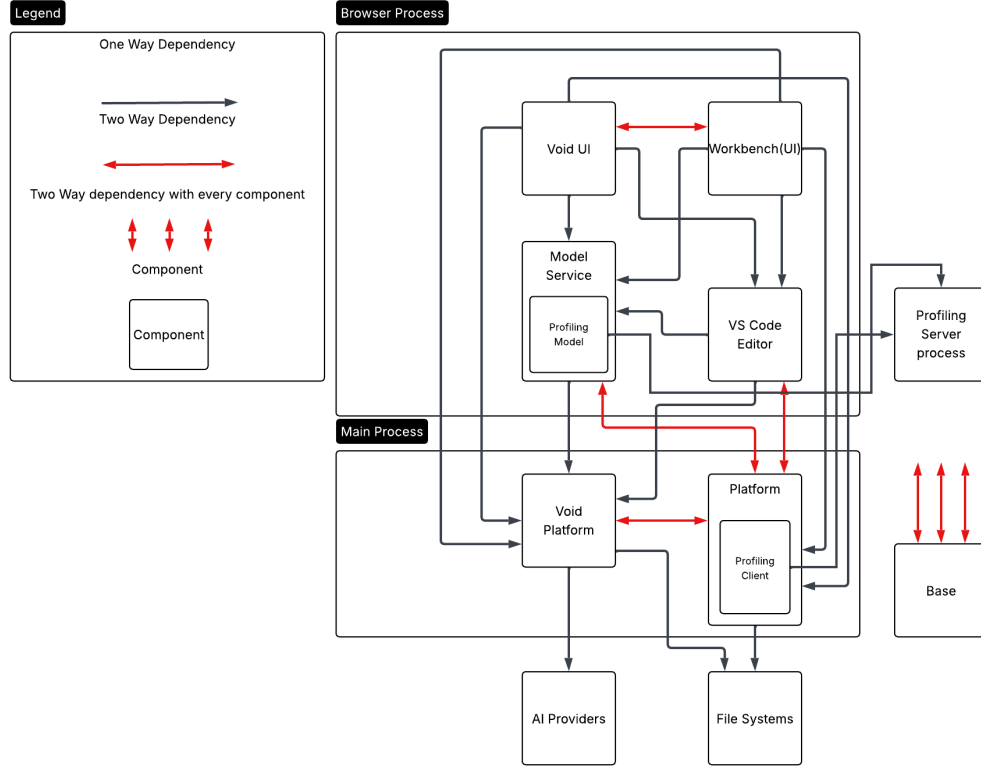 Legend
One Way Dependency
Two Way Dependency
Two Way dependency with every component
Component
Component
Browser Process
Void UI
Workbench(UI)
Model
Service
Profiling
Model
VS Code
Editor
Profiling
Server
process
Main Process
Void
Platform
Platform
Profiling
Client
Base
AI Providers
File Systems